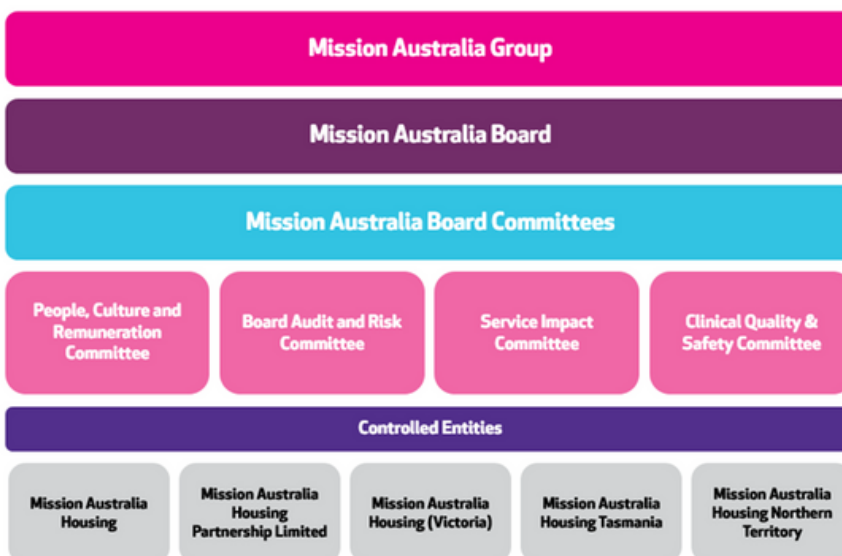 Mission Australia Group
Mission Australia Board
Mission Australia Board Committees
People, Culture and
Remuneration
Committee
Board Audit and Risk
Committee
Service Impact
Committee
Clinical Quality &
Safety Committee
Controlled Entities
Mission Australia
Housing
Mission Australia
Housing
Partnership Limited
Mission Australia
Housing (Victoria)
Mission Australia
Housing Tasmania
Mission Australia
Housing Northern
Territory